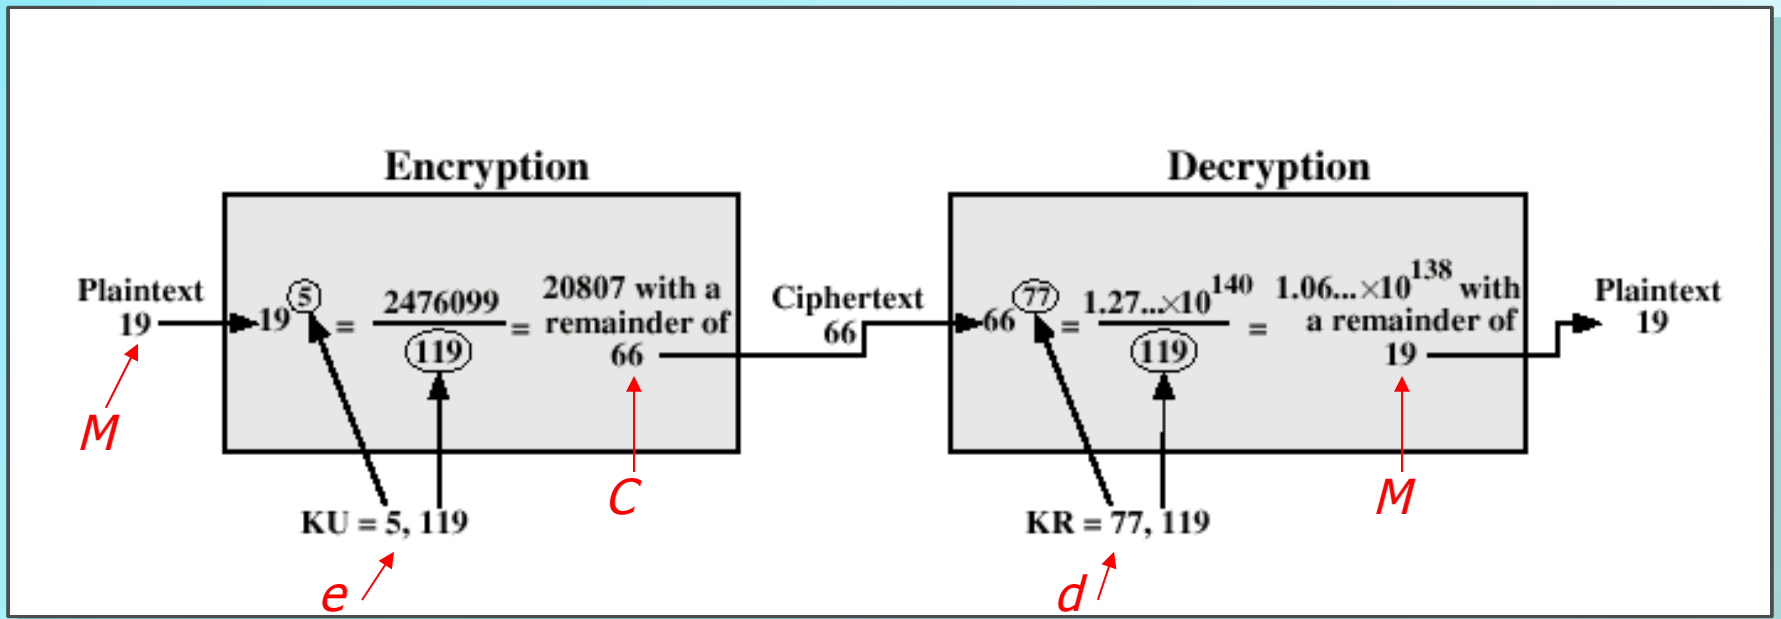 Encryption
Decryption
Plaintext
19
19^5 = 2476099 / 119 = 20807 with a
remainder of
66
Ciphertext
66
66^77 = 1.27...×10^140 / 119 = 1.06...×10^138 with
a remainder of
19
Plaintext
19
M
C
M
KU = 5, 119
KR = 77, 119
e
d